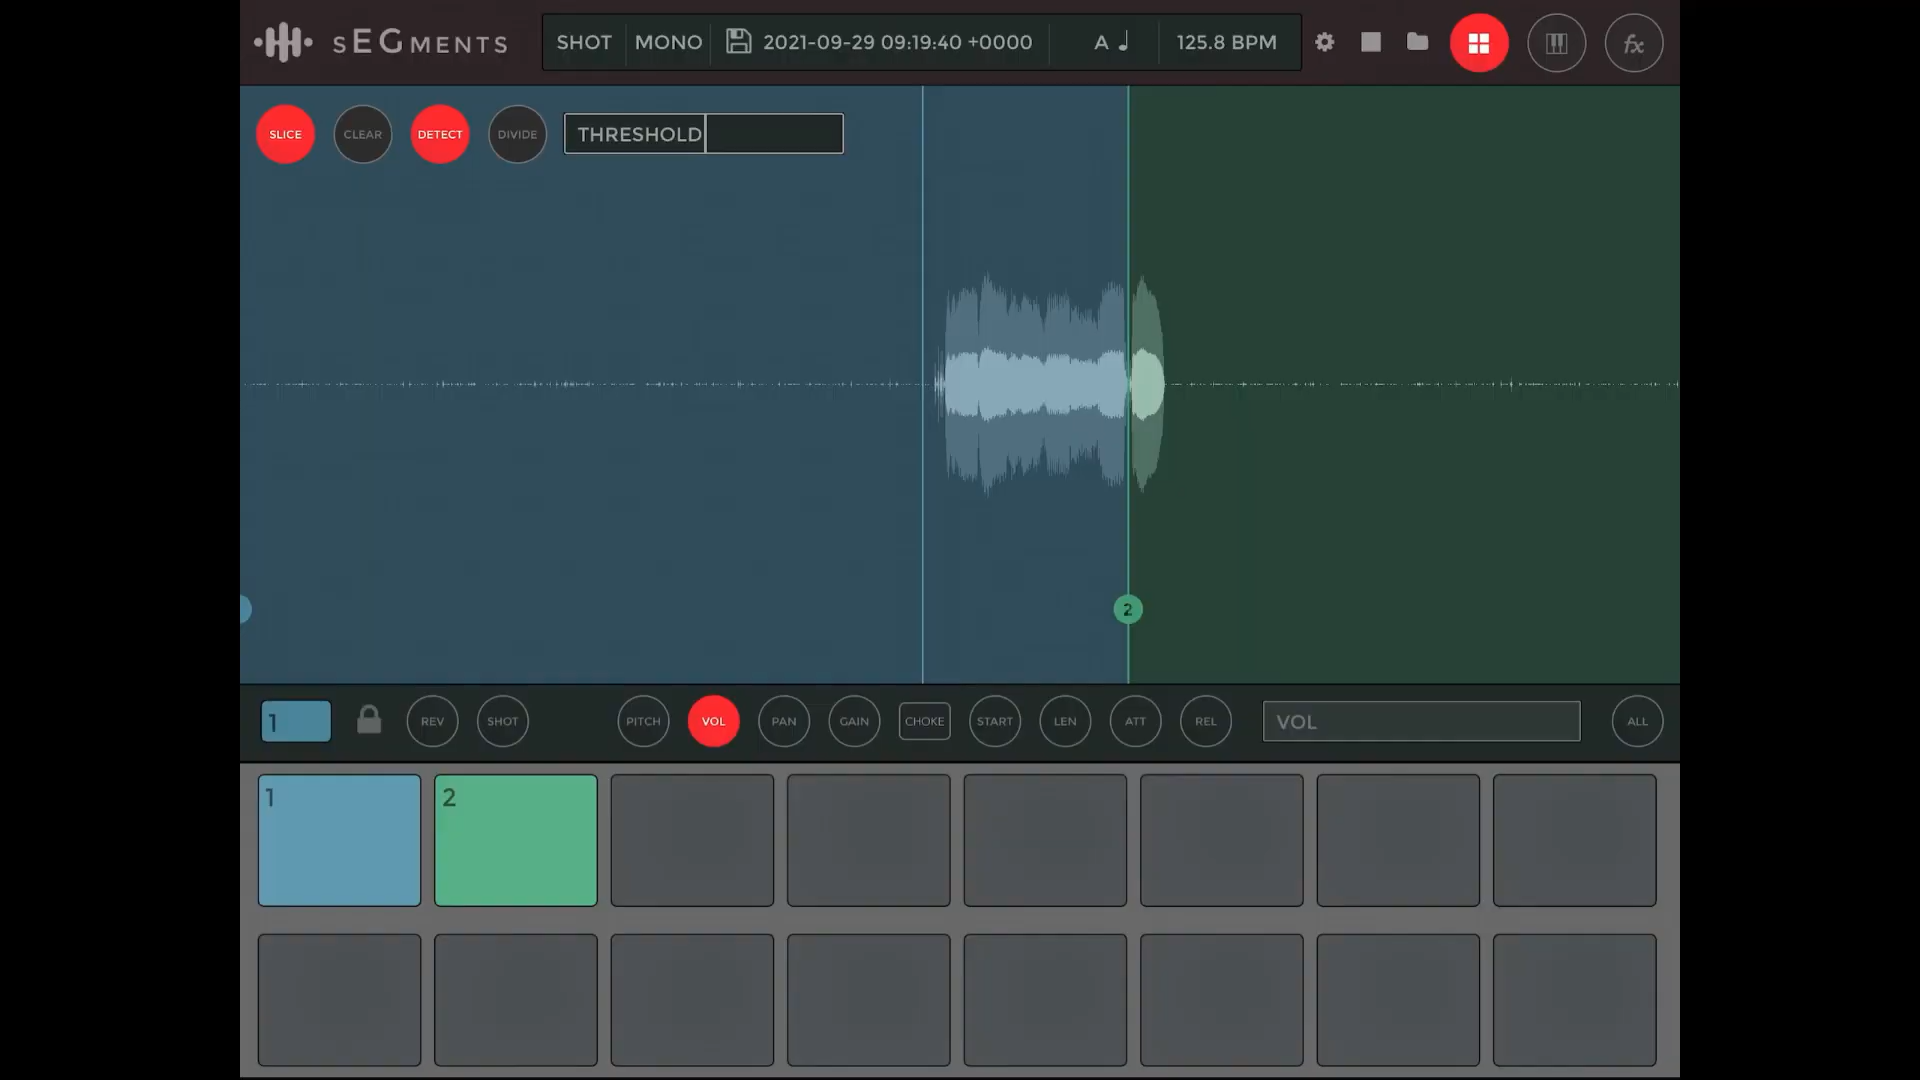 sEGMENTS
SHOT MONO 2021-09-29 09:19:40 +0000 A 125.8 BPM fx
SLICE CLEAR DETECT DIVIDE THRESHOLD
2
1 REV SHOT PITCH VOL PAN GAIN CHOKE START LEN ATT REL VOL ALL
1 2